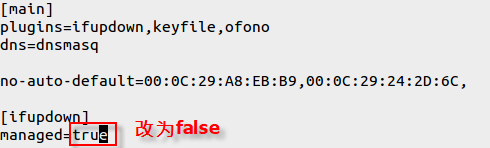 [main]
plugins=ifupdown,keyfile,ofono
dns=dnsmasq
no-auto-default=00:0C:29:A8:EB:B9,00:0C:29:24:2D:6C,
[ifupdown]
managed=true 改为false